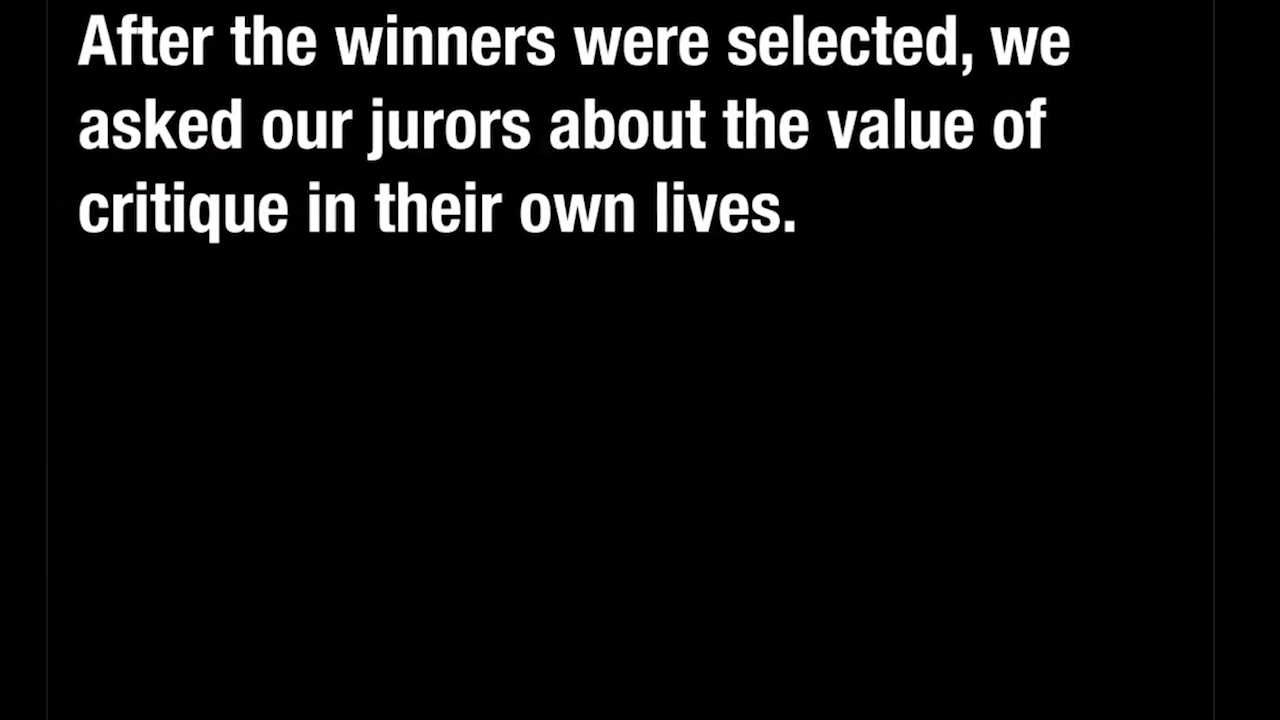 After the winners were selected, we
asked our jurors about the value of
critique in their own lives.